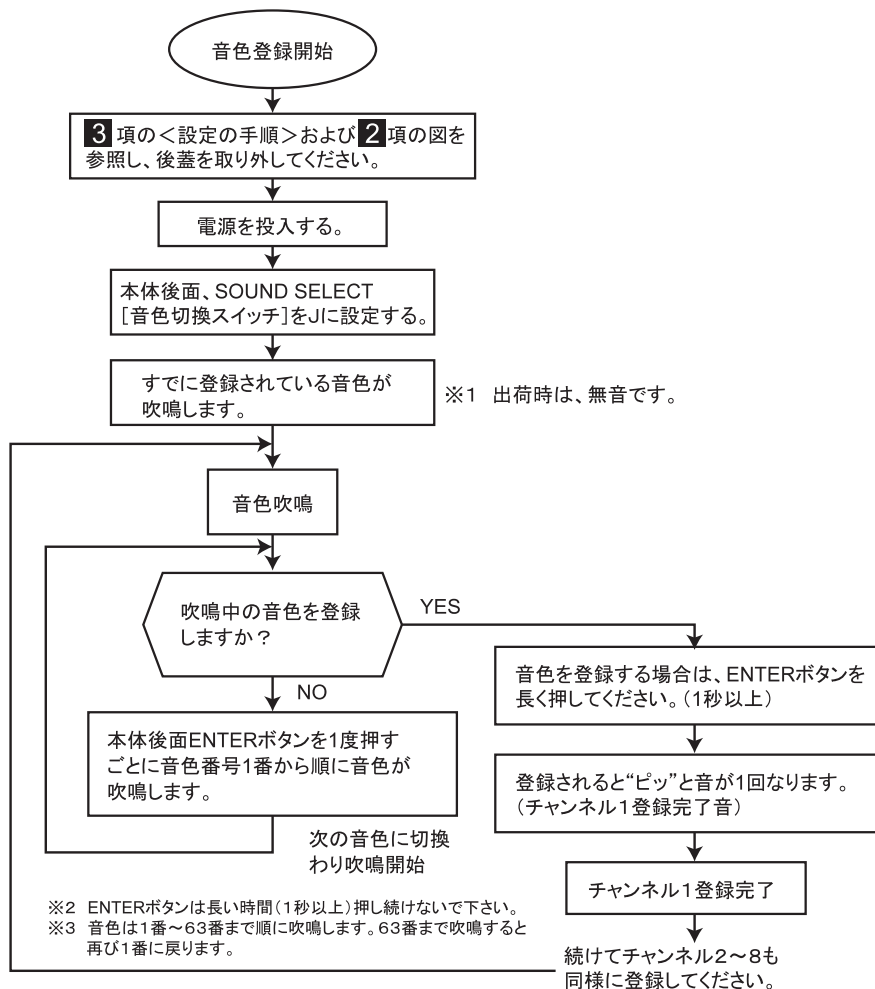 音色登録開始
3 項の＜設定の手順＞および 2 項の図を
参照し、後蓋を取り外してください。
電源を投入する。
本体後面、SOUND SELECT
［音色切換スイッチ］をJに設定する。
すでに登録されている音色が
吹鳴します。
※1　出荷時は、無音です。
音色吹鳴
吹鳴中の音色を登録
しますか？
YES
NO
本体後面ENTERボタンを1度押す
ごとに音色番号1番から順に音色が
吹鳴します。
次の音色に切換
わり吹鳴開始
音色を登録する場合は、ENTERボタンを
長く押してください。（1秒以上）
登録されると“ピッ”と音が1回なります。
（チャンネル1登録完了音）
チャンネル1登録完了
続けてチャンネル2～8も
同様に登録してください。
※2　ENTERボタンは長い時間（1秒以上）押し続けないで下さい。
※3　音色は1番～63番まで順に吹鳴します。63番まで吹鳴すると
再び1番に戻ります。